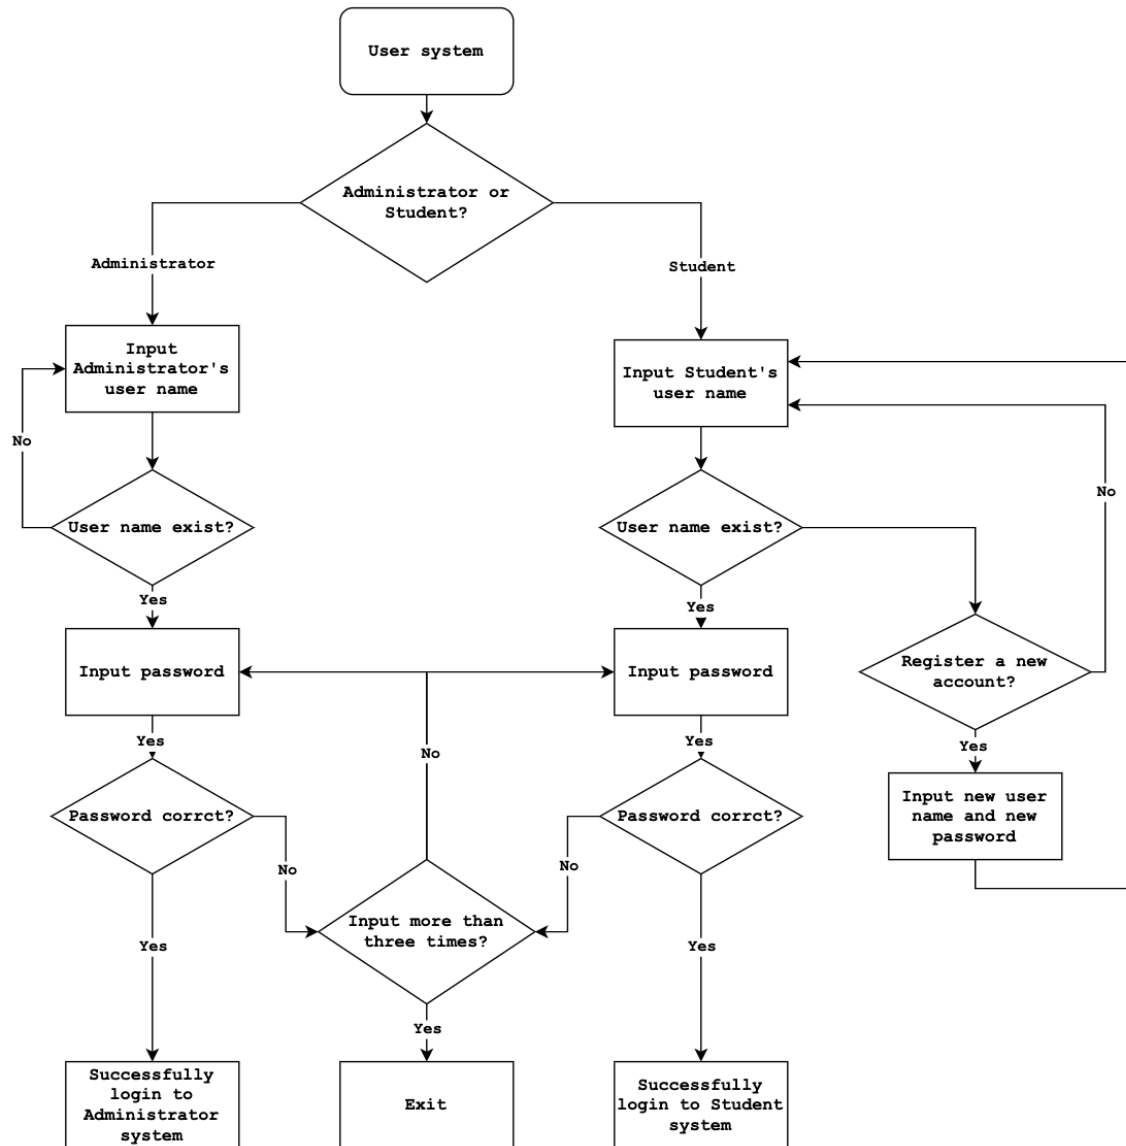 User system
Administrator or
Student?
Administrator
Student
Input
Administrator's
user name
Input Student's
user name
No
No
User name exist?
User name exist?
Yes
Yes
Input password
Input password
Register a new
account?
Yes
No
Yes
Yes
Input new user
name and new
password
Password corrct?
Password corrct?
No
No
Input more than
three times?
Yes
Yes
Yes
Successfully
login to
Administrator
system
Exit
Successfully
login to Student
system